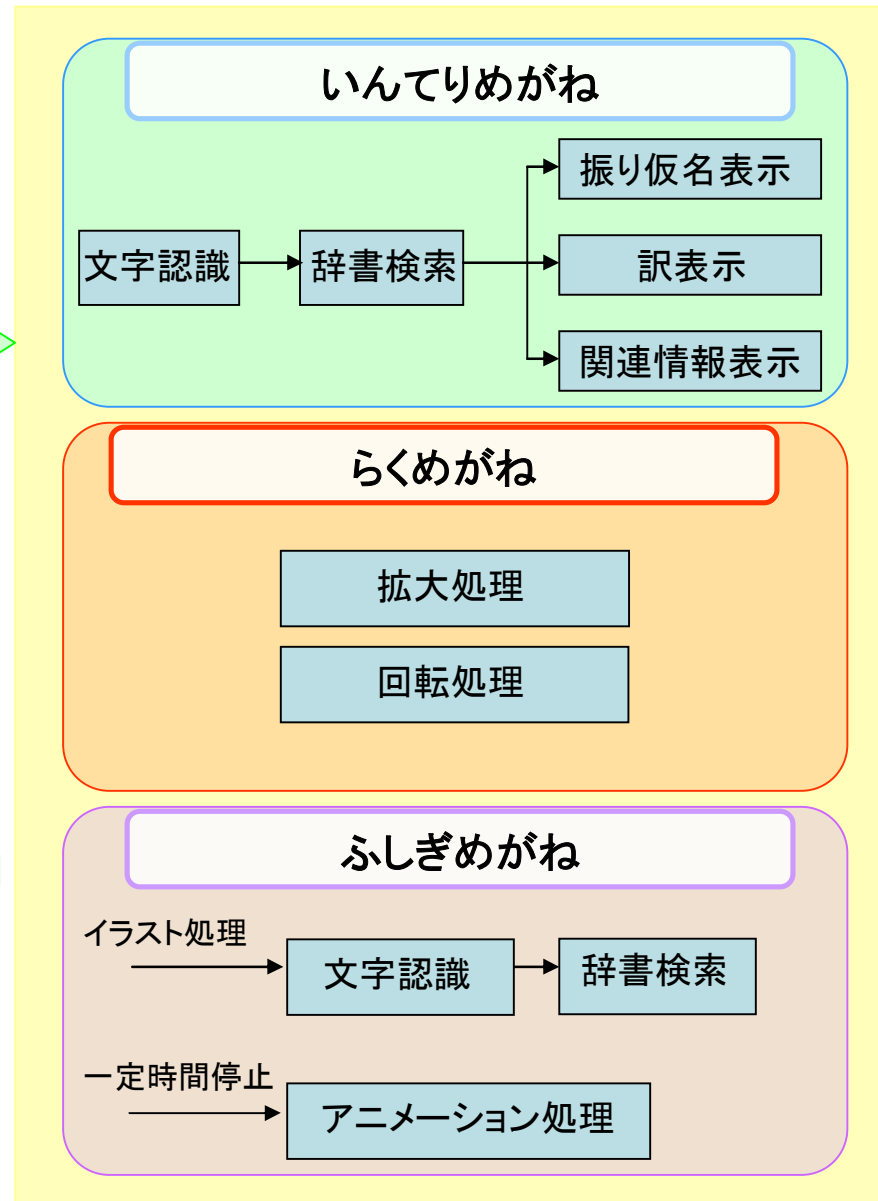 いんてりめがね
振り仮名表示
文字認識
辞書検索
訳表示
関連情報表示
らくめがね
拡大処理
回転処理
ふしぎめがね
イラスト処理
文字認識
辞書検索
一定時間停止
アニメーション処理